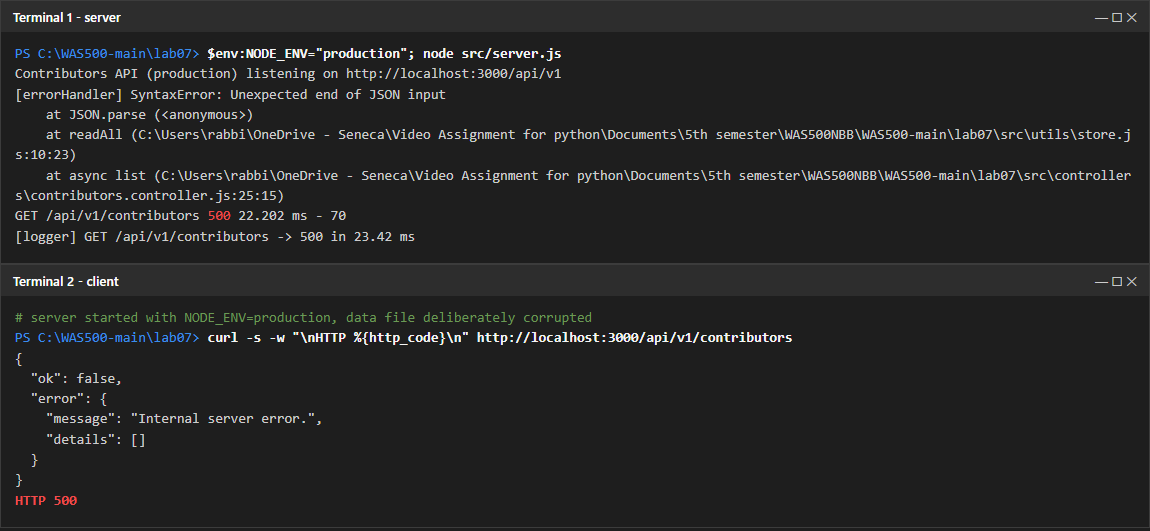 Terminal 1 - server
PS C:\WAS500-main\lab07> $env:NODE_ENV="production"; node src/server.js
Contributors API (production) listening on http://localhost:3000/api/v1
[errorHandler] SyntaxError: Unexpected end of JSON input
    at JSON.parse (<anonymous>)
    at readAll (C:\Users\rabbi\OneDrive - Seneca\Video Assignment for python\Documents\5th semester\WAS500NBB\WAS500-main\lab07\src\utils\store.j
s:10:23)
    at async list (C:\Users\rabbi\OneDrive - Seneca\Video Assignment for python\Documents\5th semester\WAS500NBB\WAS500-main\lab07\src\controller
s\contributors.controller.js:25:15)
GET /api/v1/contributors 500 22.202 ms - 70
[logger] GET /api/v1/contributors -> 500 in 23.42 ms
Terminal 2 - client
# server started with NODE_ENV=production, data file deliberately corrupted
PS C:\WAS500-main\lab07> curl -s -w "\nHTTP %{http_code}\n" http://localhost:3000/api/v1/contributors
{
  "ok": false,
  "error": {
    "message": "Internal server error.",
    "details": []
  }
}
HTTP 500